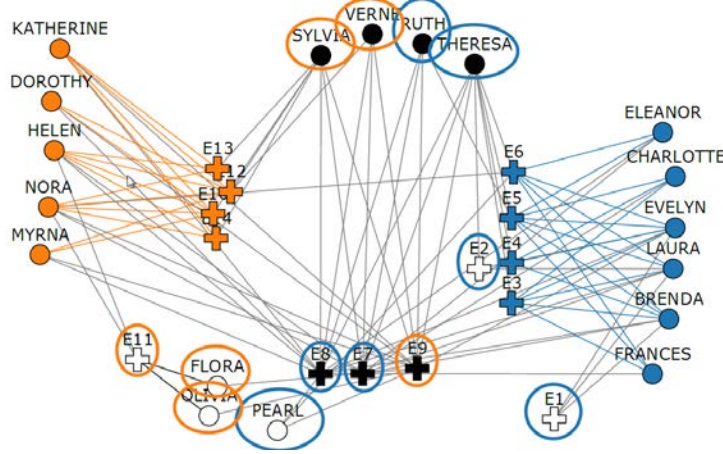 KATHERINE
DOROTHY
HELEN
NORA
MYRNA
SYLVIA
VERNE
RUTH
THERESA
ELEANOR
CHARLOTTE
EVELYN
LAURA
BRENDA
FRANCES
E13
12
E1
4
E6
E5
E2
E4
E3
E11
FLORA
OLIVIA
PEARL
E8
E7
E9
E1